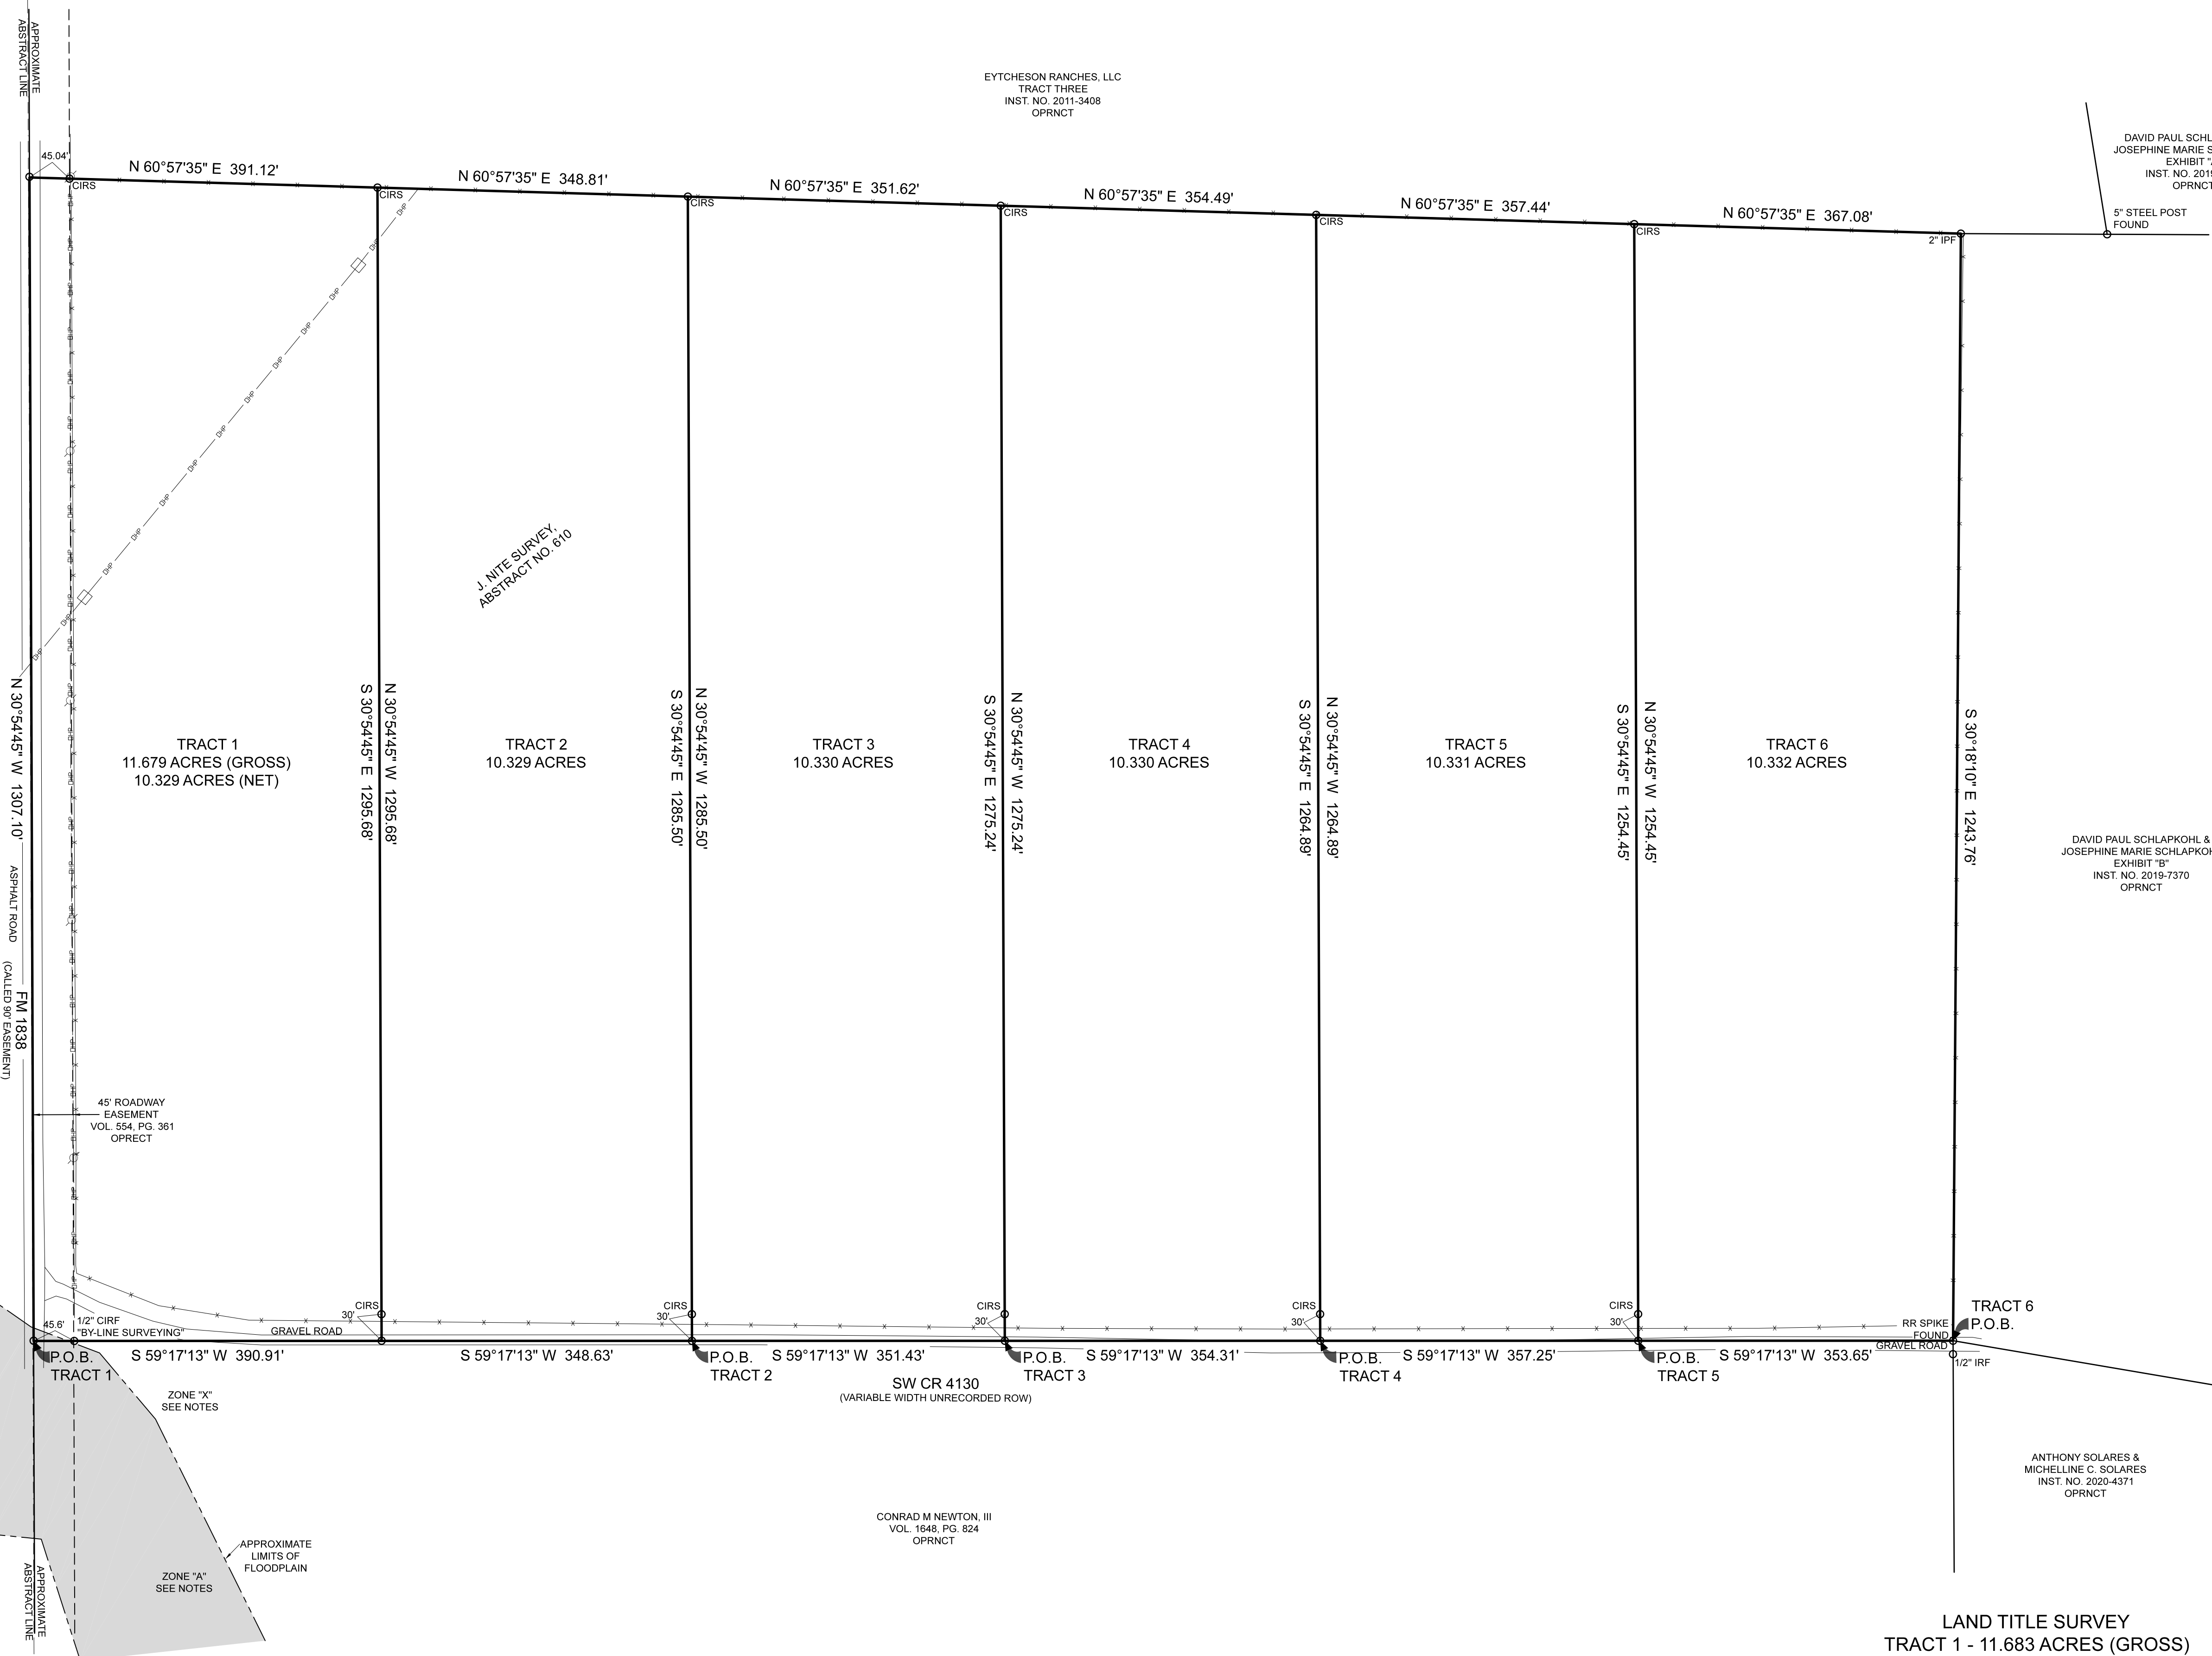 APPROXIMATE
ABSTRACT LINE
EYTCHESON RANCHES, LLC
TRACT THREE
INST. NO. 2011-3408
OPRNCT
DAVID PAUL SCHL
JOSEPHINE MARIE S
EXHIBIT "
INST. NO. 201
OPRNCT
5" STEEL POST
FOUND
45.04'
N 60°57'35" E 391.12'
N 60°57'35" E 348.81'
N 60°57'35" E 351.62'
N 60°57'35" E 354.49'
N 60°57'35" E 357.44'
N 60°57'35" E 367.08'
CIRS
CIRS
CIRS
CIRS
CIRS
CIRS
2" IPF
J. NITE SURVEY,
ABSTRACT NO. 610
N 30°54'45" W 1307.10'
S 30°54'45" E 1295.68'
N 30°54'45" W 1295.68'
S 30°54'45" E 1285.50'
N 30°54'45" W 1285.50'
S 30°54'45" E 1275.24'
N 30°54'45" W 1275.24'
S 30°54'45" E 1264.89'
N 30°54'45" W 1264.89'
S 30°54'45" E 1254.45'
N 30°54'45" W 1254.45'
S 30°18'10" E 1243.76'
TRACT 1
11.679 ACRES (GROSS)
10.329 ACRES (NET)
TRACT 2
10.329 ACRES
TRACT 3
10.330 ACRES
TRACT 4
10.330 ACRES
TRACT 5
10.331 ACRES
TRACT 6
10.332 ACRES
DAVID PAUL SCHLAPKOHL &
JOSEPHINE MARIE SCHLAPKOH
EXHIBIT "B"
INST. NO. 2019-7370
OPRNCT
ASPHALT ROAD
FM 1838
(CALLED 90' EASEMENT)
45' ROADWAY
EASEMENT
VOL. 554, PG. 361
OPRECT
CIRS
30'
CIRS
30'
CIRS
30'
CIRS
30'
CIRS
30'
TRACT 6
P.O.B.
RR SPIKE
FOUND
GRAVEL ROAD
1/2" IRF
45.6'
1/2" CIRF
"BY-LINE SURVEYING"
GRAVEL ROAD
P.O.B.
TRACT 1
S 59°17'13" W 390.91'
S 59°17'13" W 348.63'
P.O.B.
TRACT 2
S 59°17'13" W 351.43'
P.O.B.
TRACT 3
S 59°17'13" W 354.31'
P.O.B.
TRACT 4
S 59°17'13" W 357.25'
P.O.B.
TRACT 5
S 59°17'13" W 353.65'
SW CR 4130
(VARIABLE WIDTH UNRECORDED ROW)
ZONE "X"
SEE NOTES
CONRAD M NEWTON, III
VOL. 1648, PG. 824
OPRNCT
ANTHONY SOLARES &
MICHELLINE C. SOLARES
INST. NO. 2020-4371
OPRNCT
APPROXIMATE
LIMITS OF
FLOODPLAIN
ZONE "A"
SEE NOTES
APPROXIMATE
ABSTRACT LINE
LAND TITLE SURVEY
TRACT 1 - 11.683 ACRES (GROSS)